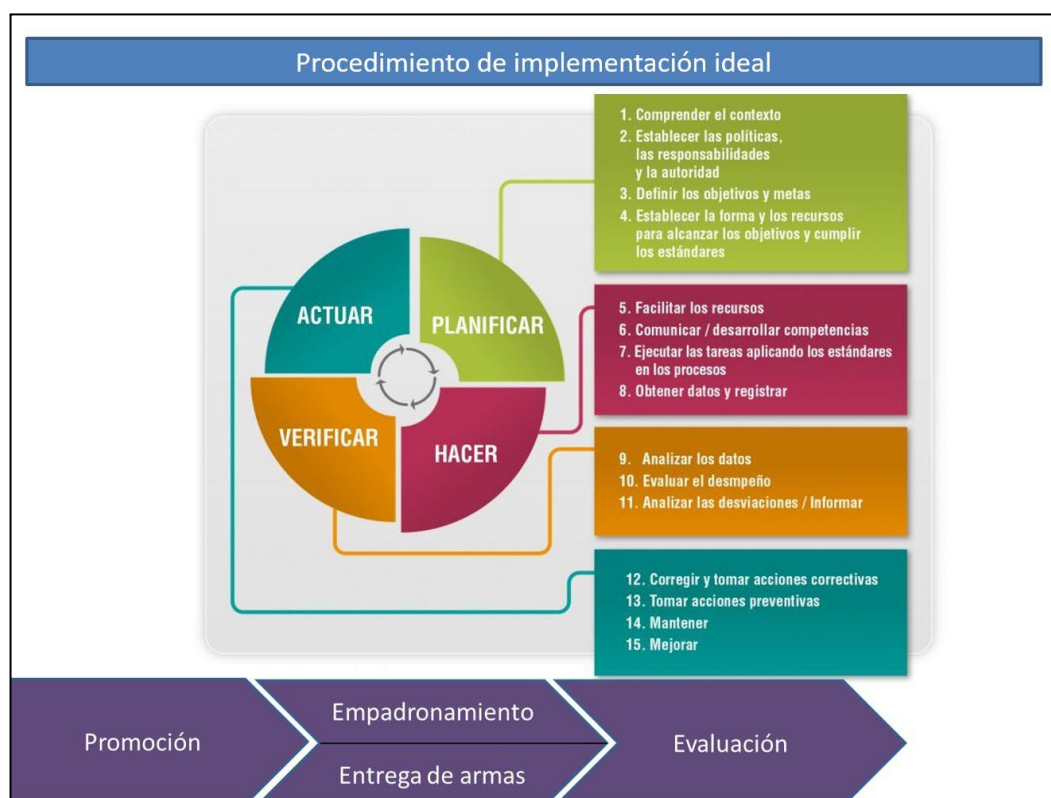 Procedimiento de implementación ideal
1. Comprender el contexto
2. Establecer las políticas,
las responsabilidades
y la autoridad
3. Definir los objetivos y metas
4. Establecer la forma y los recursos
para alcanzar los objetivos y cumplir
los estándares
ACTUAR
PLANIFICAR
VERIFICAR
HACER
5. Facilitar los recursos
6. Comunicar / desarrollar competencias
7. Ejecutar las tareas aplicando los estándares
en los procesos
8. Obtener datos y registrar
9. Analizar los datos
10. Evaluar el desmpeño
11. Analizar las desviaciones / Informar
12. Corregir y tomar acciones correctivas
13. Tomar acciones preventivas
14. Mantener
15. Mejorar
Promoción
Empadronamiento
Entrega de armas
Evaluación